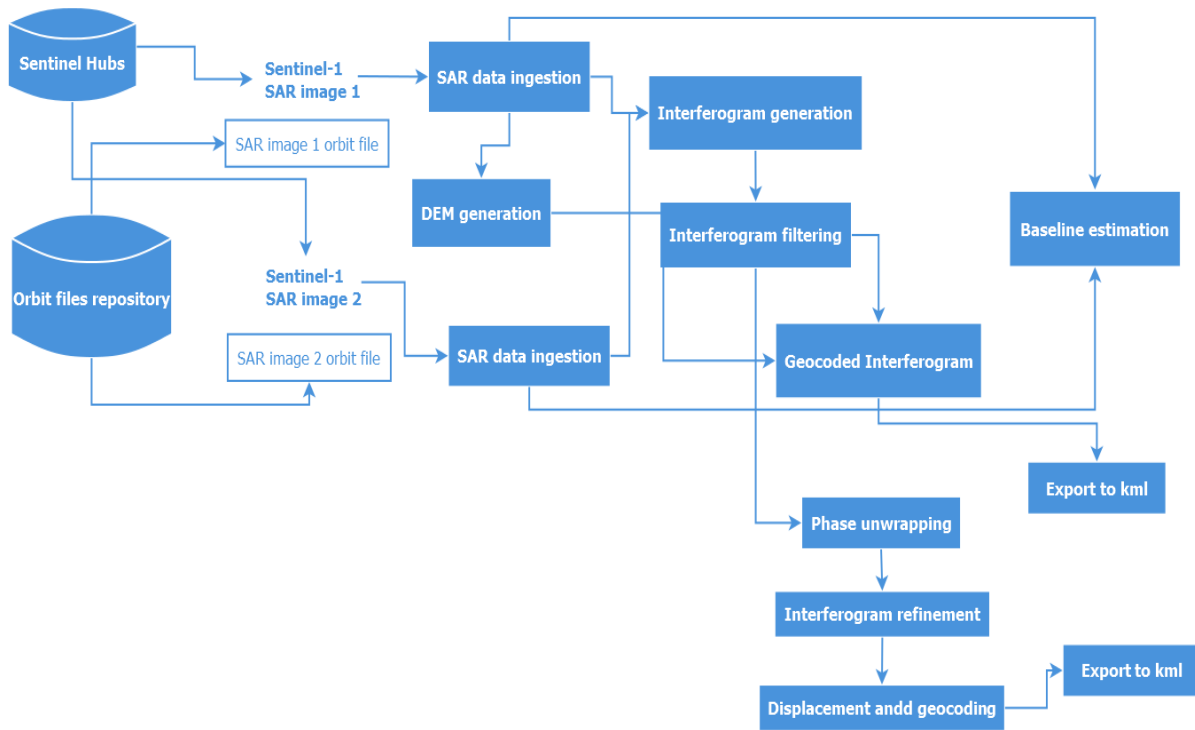 Sentinel Hubs
Sentinel-1
SAR image 1
SAR data ingestion
Interferogram generation
SAR image 1 orbit file
DEM generation
Interferogram filtering
Baseline estimation
Orbit files repository
Sentinel-1
SAR image 2
SAR image 2 orbit file
SAR data ingestion
Geocoded Interferogram
Export to kml
Phase unwrapping
Interferogram refinement
Export to kml
Displacement andd geocoding